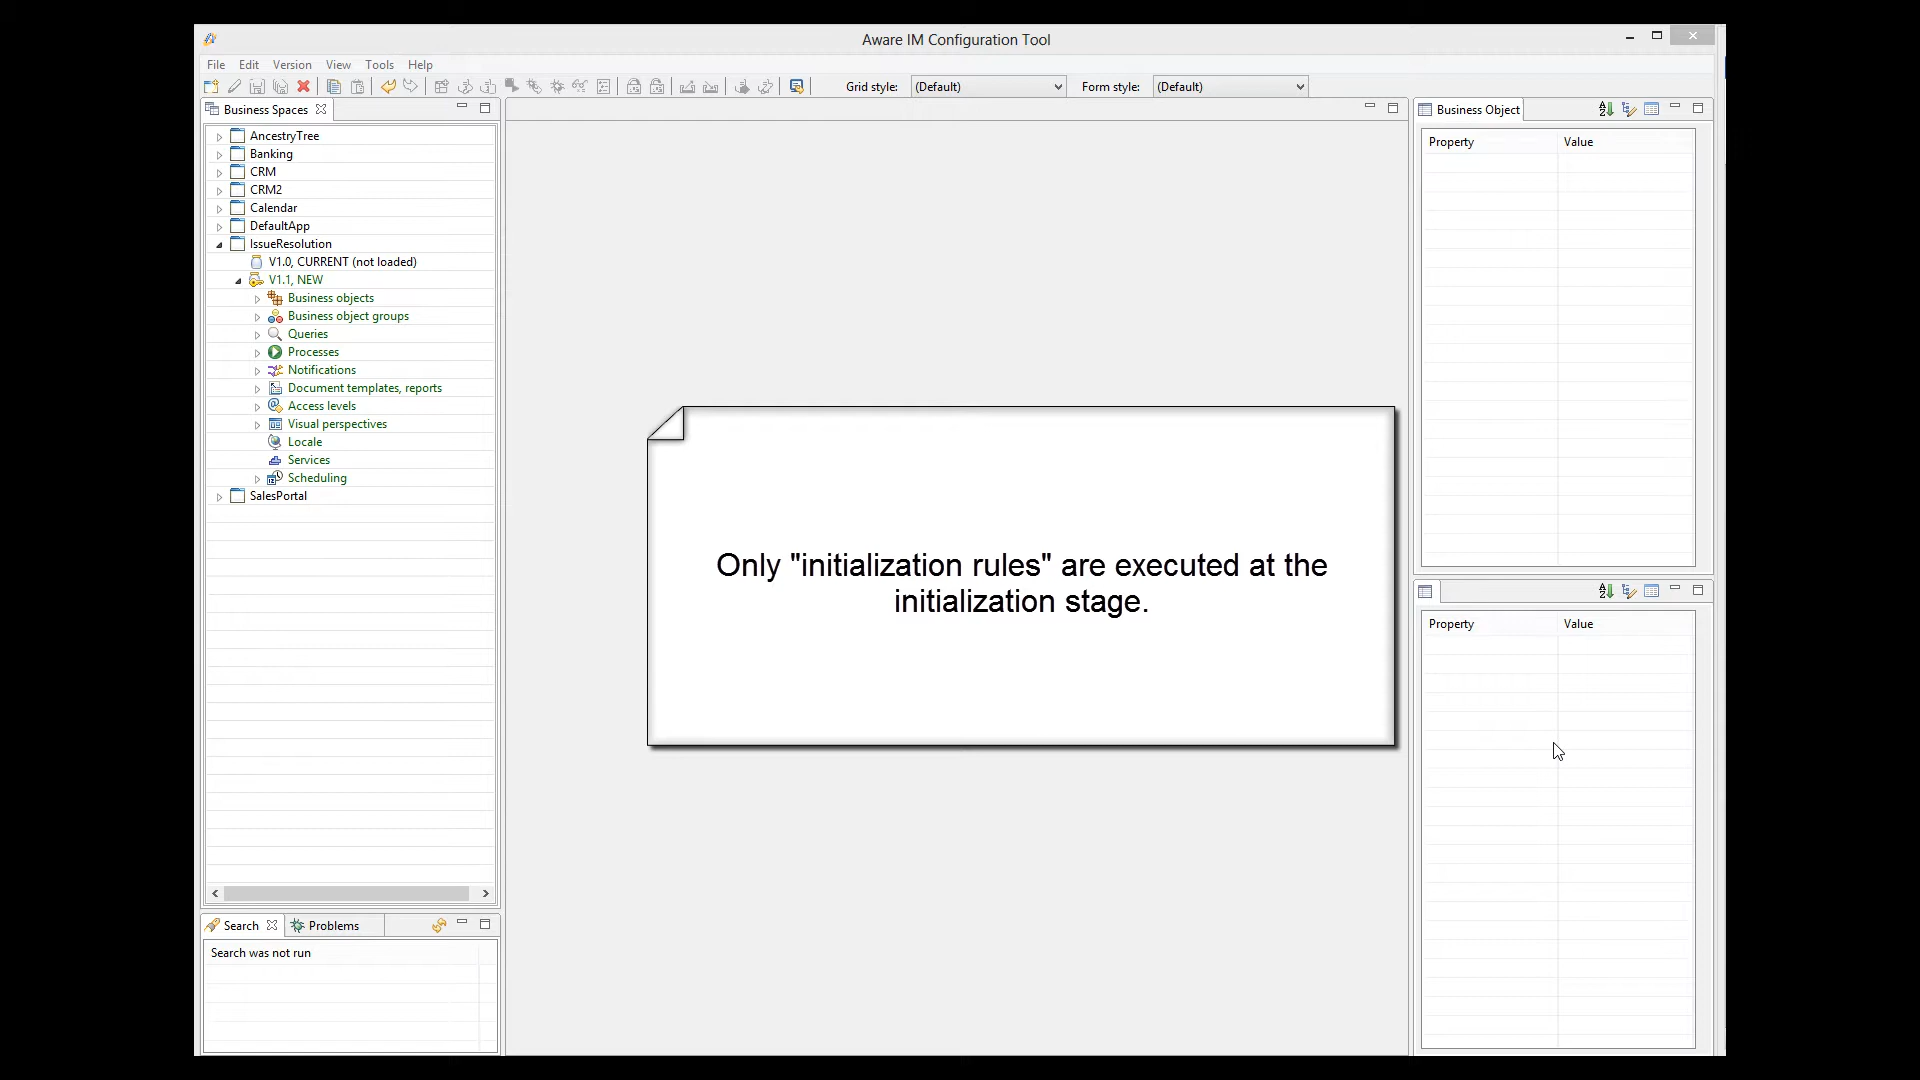 Aware IM Configuration Tool
File Edit Version View Tools Help
Grid style: (Default) Form style: (Default)
Business Spaces
AncestryTree
Banking
CRM
CRM2
Calendar
DefaultApp
IssueResolution
V1.0, CURRENT (not loaded)
V1.1, NEW
Business objects
Business object groups
Queries
Processes
Notifications
Document templates, reports
Access levels
Visual perspectives
Locale
Services
Scheduling
SalesPortal
Search Problems
Search was not run
Only "initialization rules" are executed at the
initialization stage.
Business Object
Property Value
Property Value